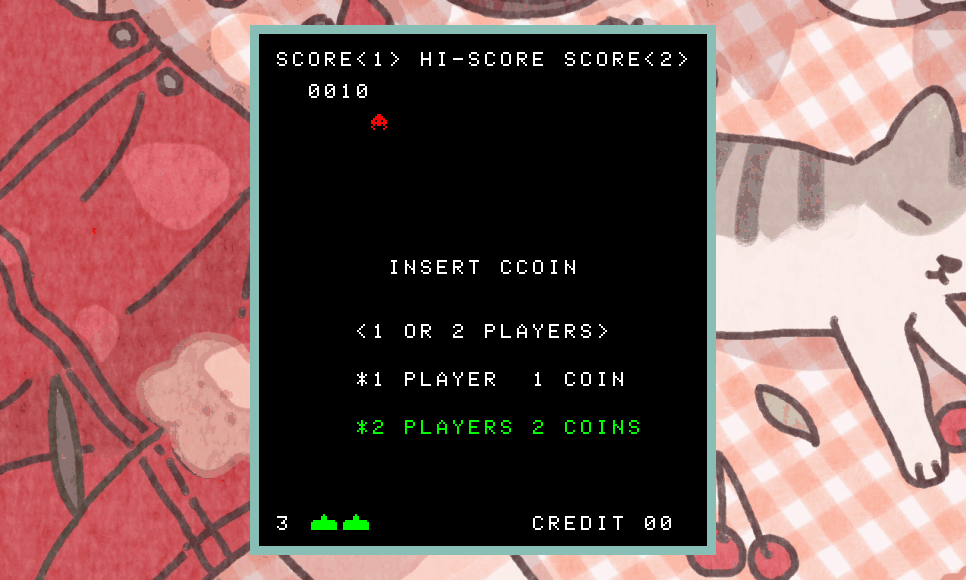 SCORE<1> HI-SCORE SCORE<2>
0010
INSERT CCOIN
<1 OR 2 PLAYERS>
*1 PLAYER 1 COIN
*2 PLAYERS 2 COINS
3 CREDIT 00